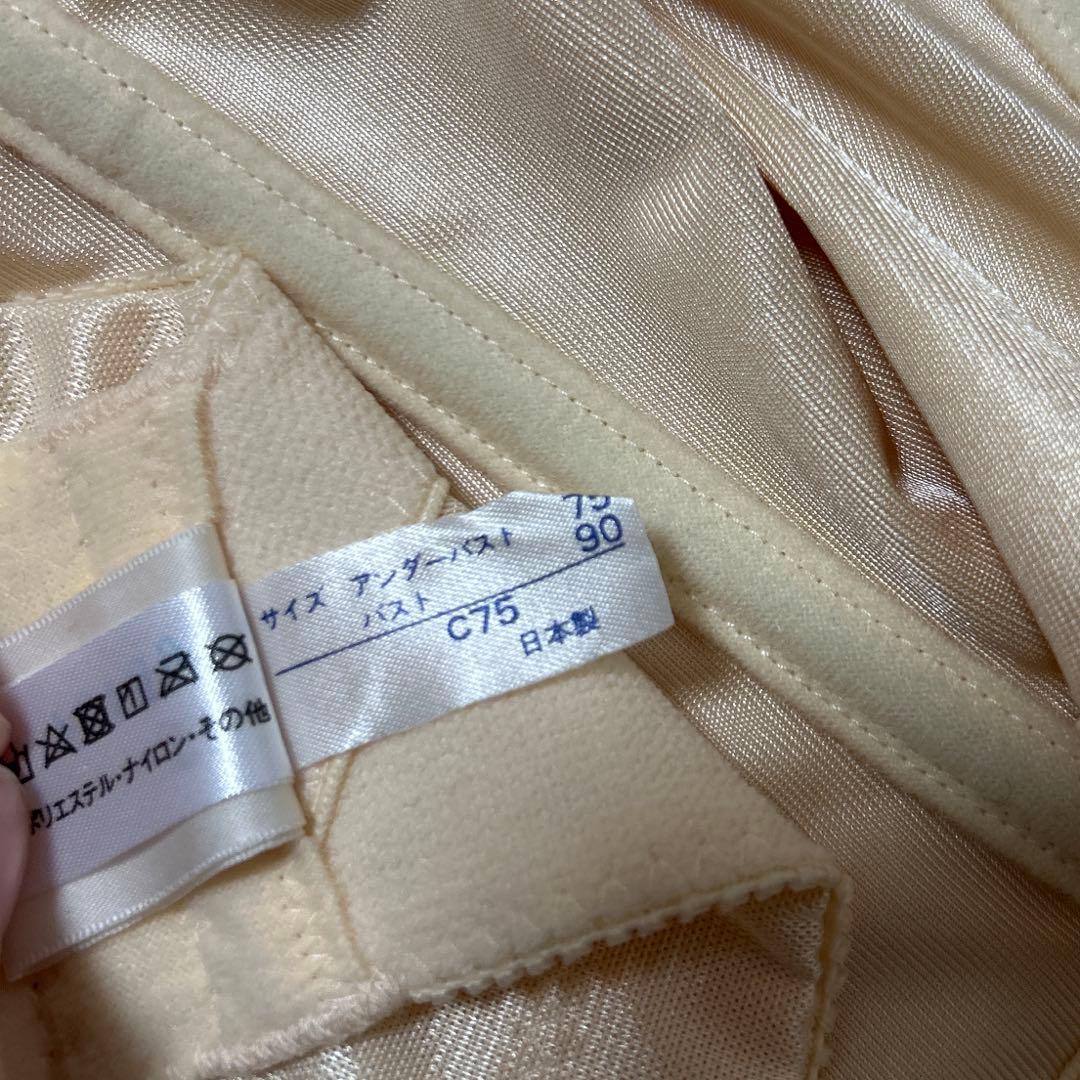 サイズ アンダーバスト 75
バスト 90
C75
日本製
ポリエステル・ナイロン・その他